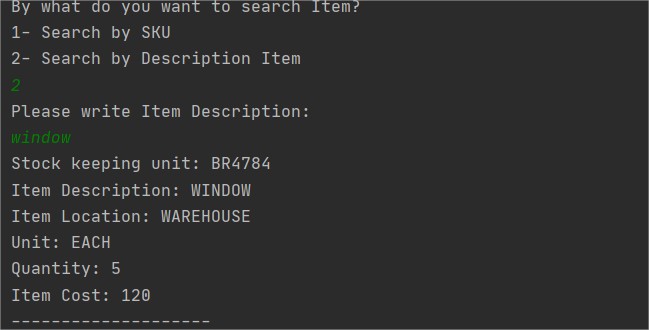 By what do you want to search Item?
1- Search by SKU
2- Search by Description Item
2
Please write Item Description:
window
Stock keeping unit: BR4784
Item Description: WINDOW
Item Location: WAREHOUSE
Unit: EACH
Quantity: 5
Item Cost: 120
--------------------